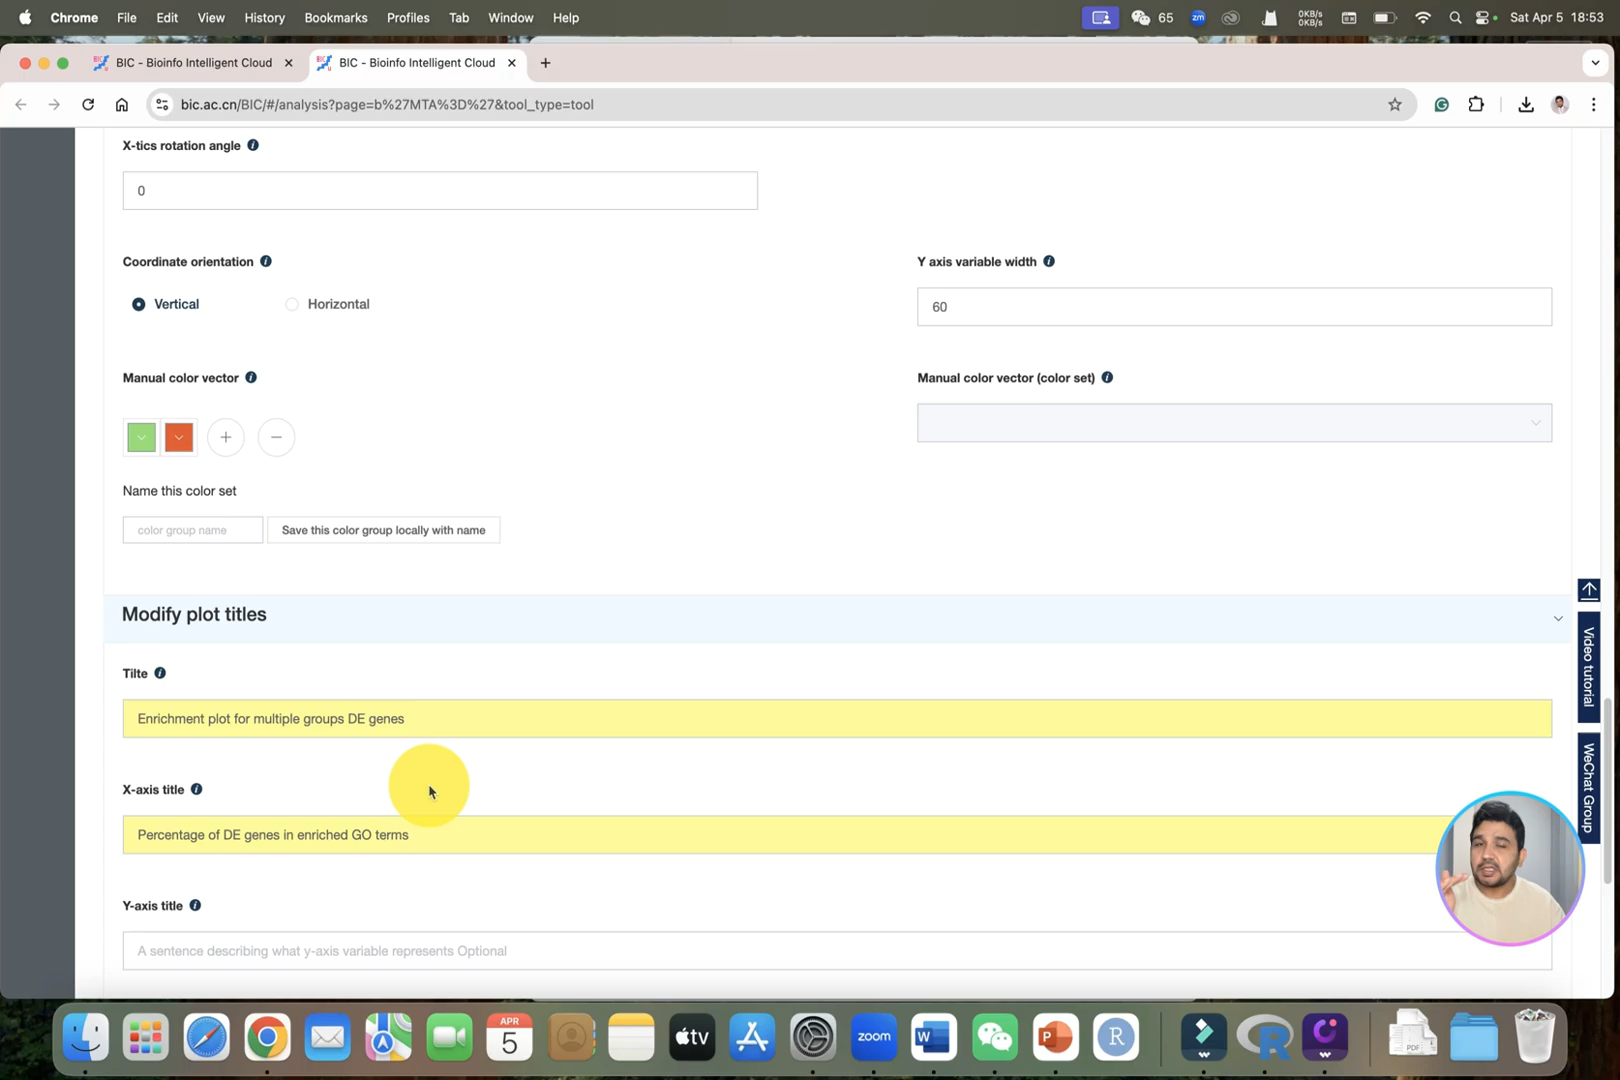 Chrome File Edit View History Bookmarks Profiles Tab Window Help
65 zm 0KB/s 0KB/s Sat Apr 5 18:53
BIC - Bioinfo Intelligent Cloud
BIC - Bioinfo Intelligent Cloud
bic.ac.cn/BIC/#/analysis?page=b%27MTA%3D%27&tool_type=tool
X-tics rotation angle
0
Coordinate orientation
Y axis variable width
Vertical Horizontal
60
Manual color vector
Manual color vector (color set)
Name this color set
color group name
Save this color group locally with name
Modify plot titles
Video tutorial
Tilte
Enrichment plot for multiple groups DE genes
WeChat Group
X-axis title
Percentage of DE genes in enriched GO terms
Y-axis title
A sentence describing what y-axis variable represents Optional
APR
5
tv
zoom
W
P
R
R
C
PDF